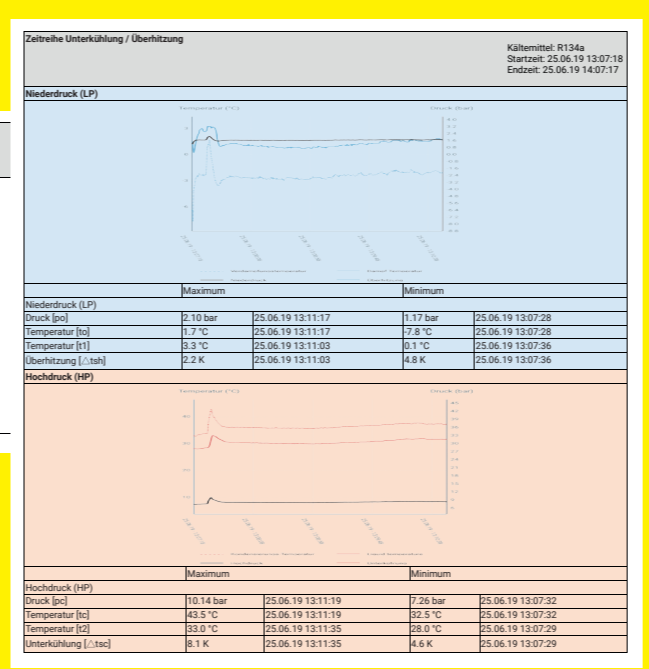 Zeitreihe Unterkühlung / Überhitzung
Kältemittel: R134a
Startzeit: 25.06.19 13:07:18
Endzeit: 25.06.19 14:07:17
Niederdruck (LP)
Temperatur (°C) Druck (bar)
Maximum Minimum
Niederdruck (LP)
Druck [po] 2.10 bar 25.06.19 13:11:17 1.17 bar 25.06.19 13:07:28
Temperatur [to] 1.7 °C 25.06.19 13:11:17 -7.8 °C 25.06.19 13:07:28
Temperatur [t1] 3.3 °C 25.06.19 13:11:03 0.1 °C 25.06.19 13:07:36
Überhitzung [△tsh] 2.2 K 25.06.19 13:11:03 4.8 K 25.06.19 13:07:36
Hochdruck (HP)
Temperatur (°C) Druck (bar)
Maximum Minimum
Hochdruck (HP)
Druck [pc] 10.14 bar 25.06.19 13:11:19 7.26 bar 25.06.19 13:07:32
Temperatur [tc] 43.5 °C 25.06.19 13:11:19 32.5 °C 25.06.19 13:07:32
Temperatur [t2] 33.0 °C 25.06.19 13:11:35 28.0 °C 25.06.19 13:07:29
Unterkühlung [△tsc] 8.1 K 25.06.19 13:11:35 4.6 K 25.06.19 13:07:29